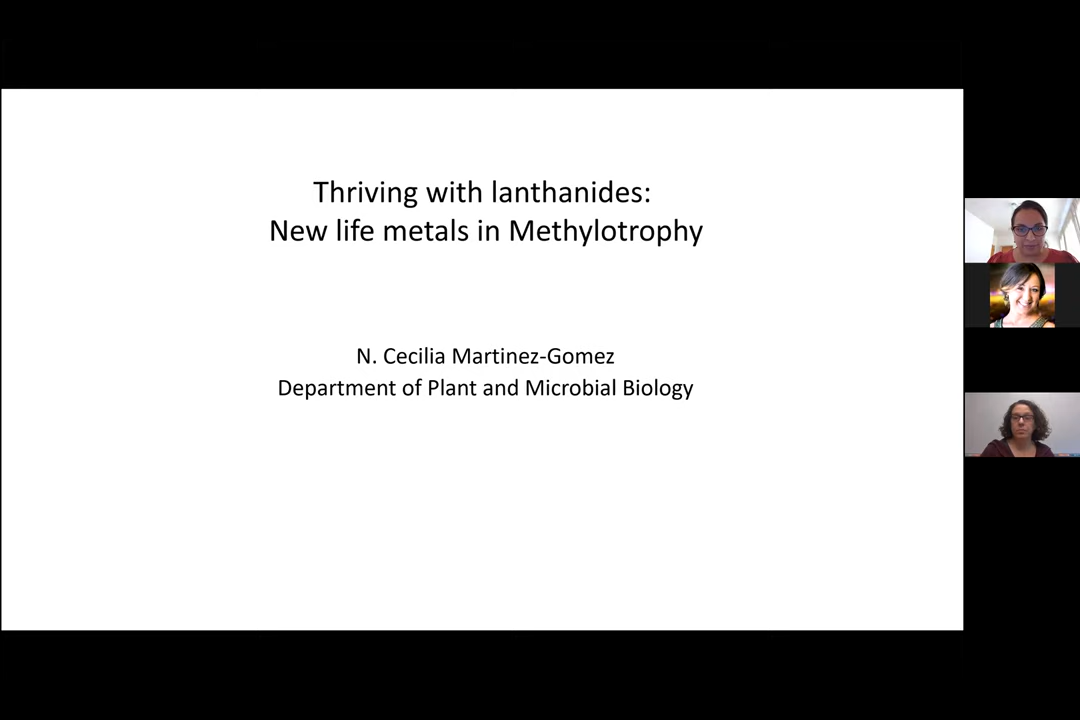 Thriving with lanthanides:
New life metals in Methylotrophy
N. Cecilia Martinez-Gomez
Department of Plant and Microbial Biology